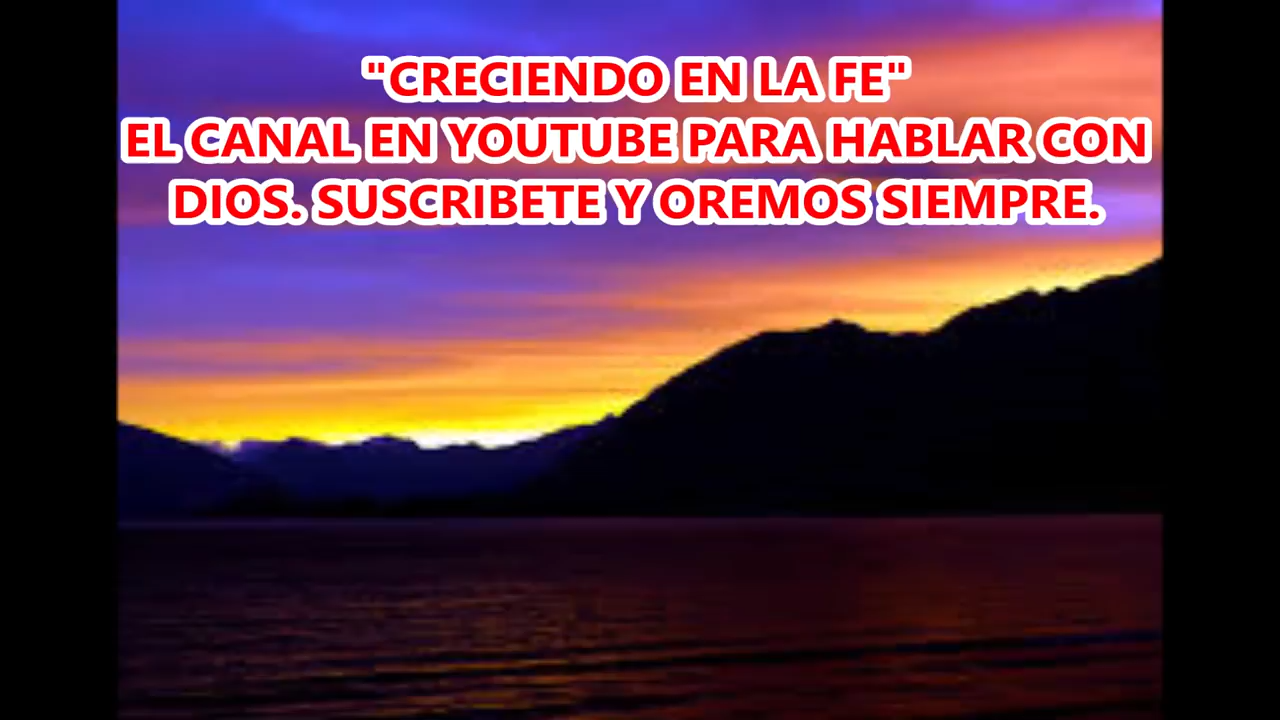 "CRECIENDO EN LA FE"
EL CANAL EN YOUTUBE PARA HABLAR CON
DIOS. SUSCRIBETE Y OREMOS SIEMPRE.